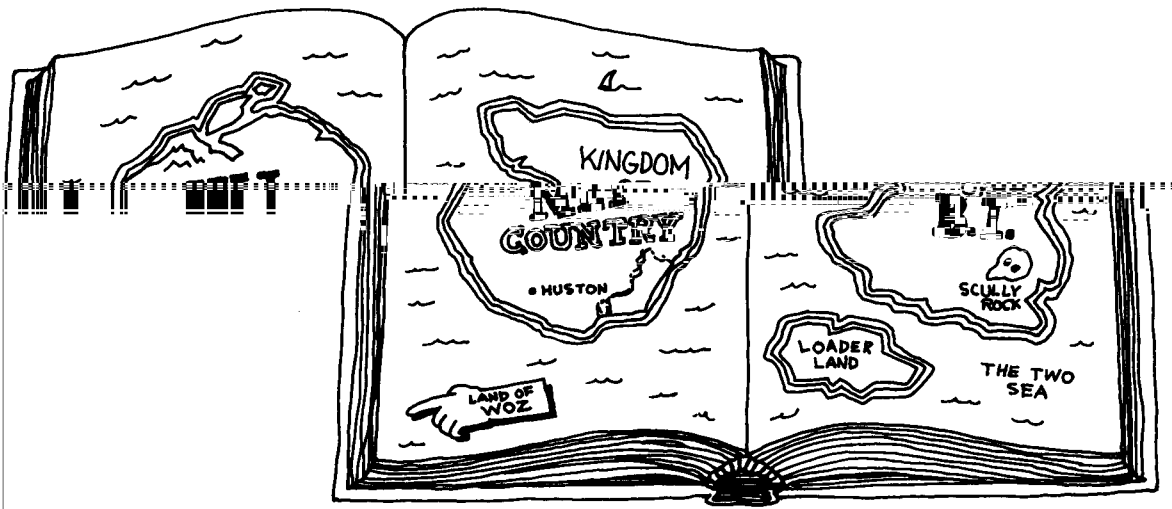 KINGDOM
COUNTRY
HUSTON
SCULLY
ROCK
LOADER
LAND
THE TWO
SEA
LAND OF
WOZ